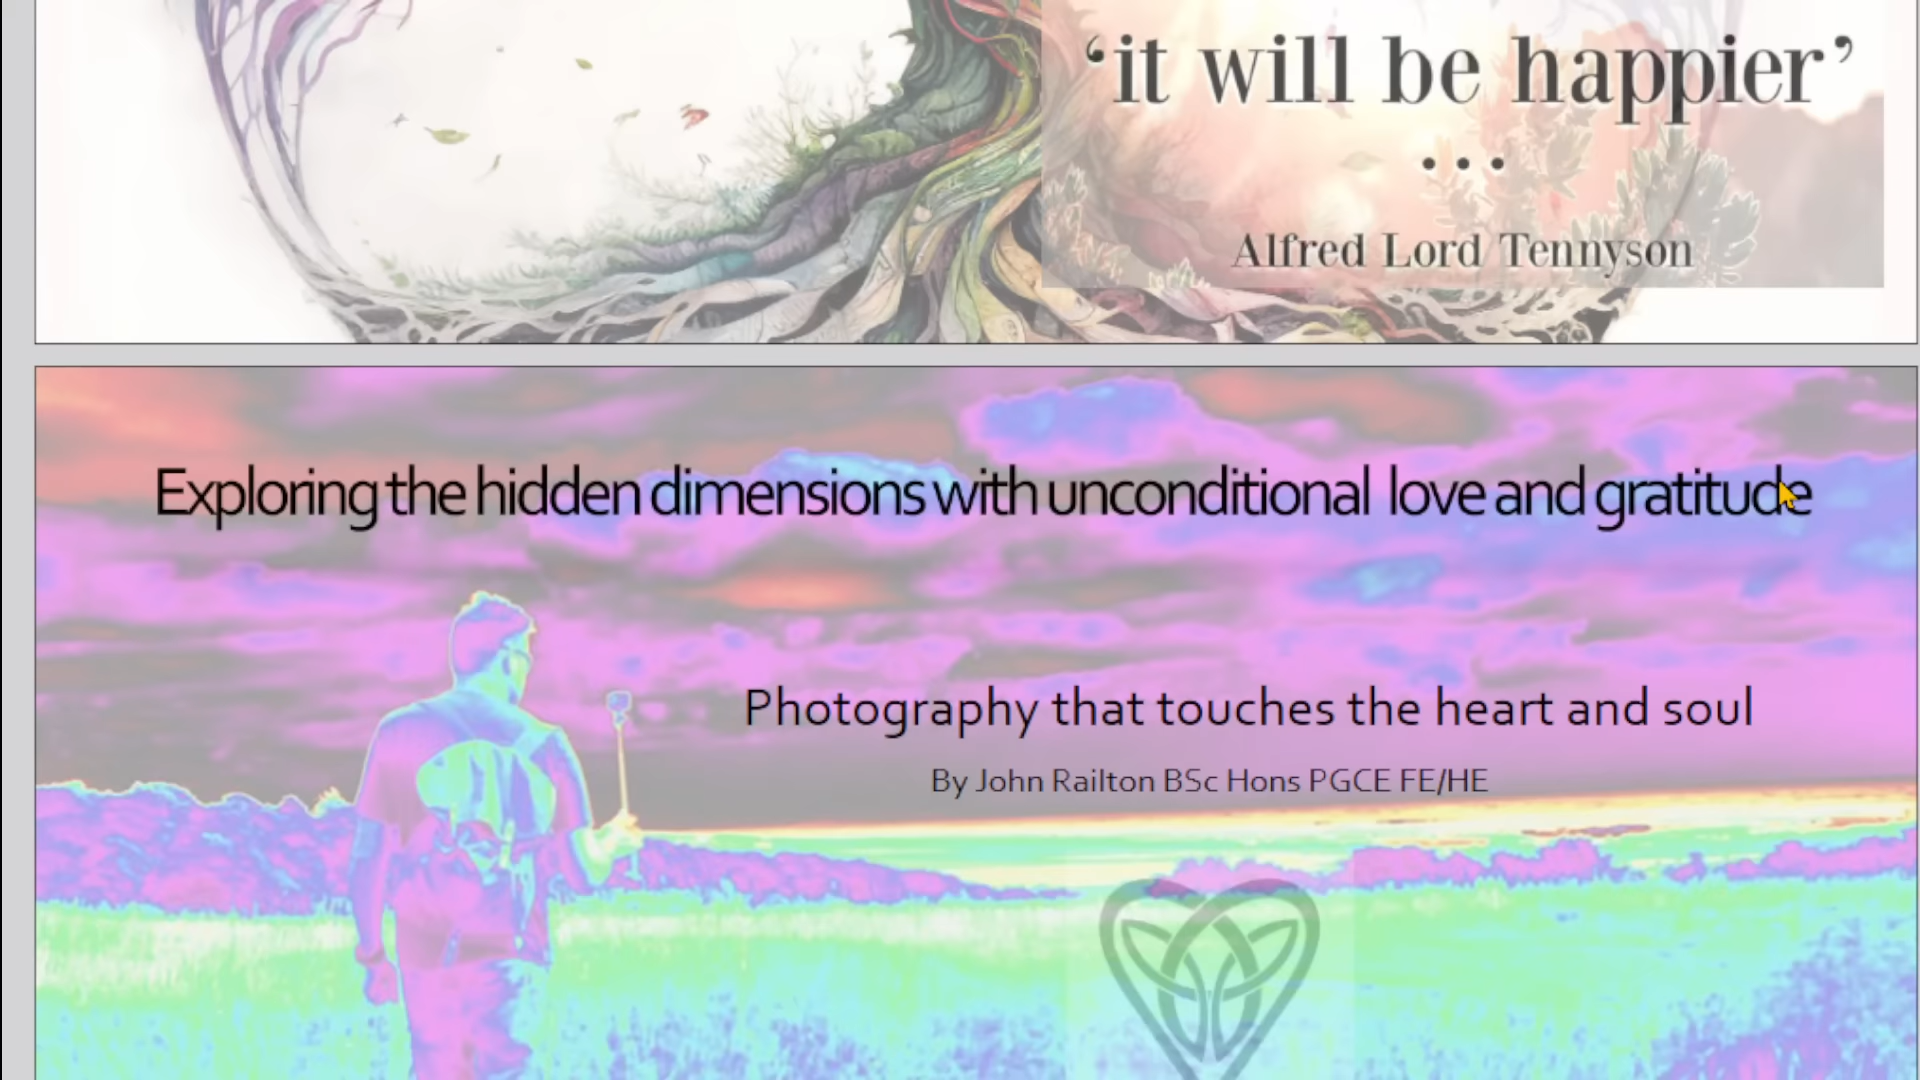 ‘it will be happier’
...
Alfred Lord Tennyson
Exploring the hidden dimensions with unconditional love and gratitude
Photography that touches the heart and soul
By John Railton BSc Hons PGCE FE/HE